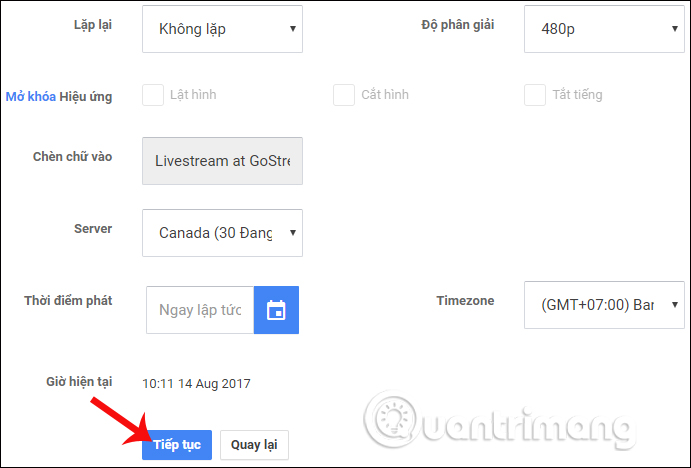 Lặp lại Không lặp Độ phân giải 480p
Mở khóa Hiệu ứng Lật hình Cắt hình Tắt tiếng
Chèn chữ vào Livestream at GoStre
Server Canada (30 Đang
Thời điểm phát Ngay lập tức Timezone (GMT+07:00) Ban
Giờ hiện tại 10:11 14 Aug 2017
Tiếp tục Quay lại
Quantrimang